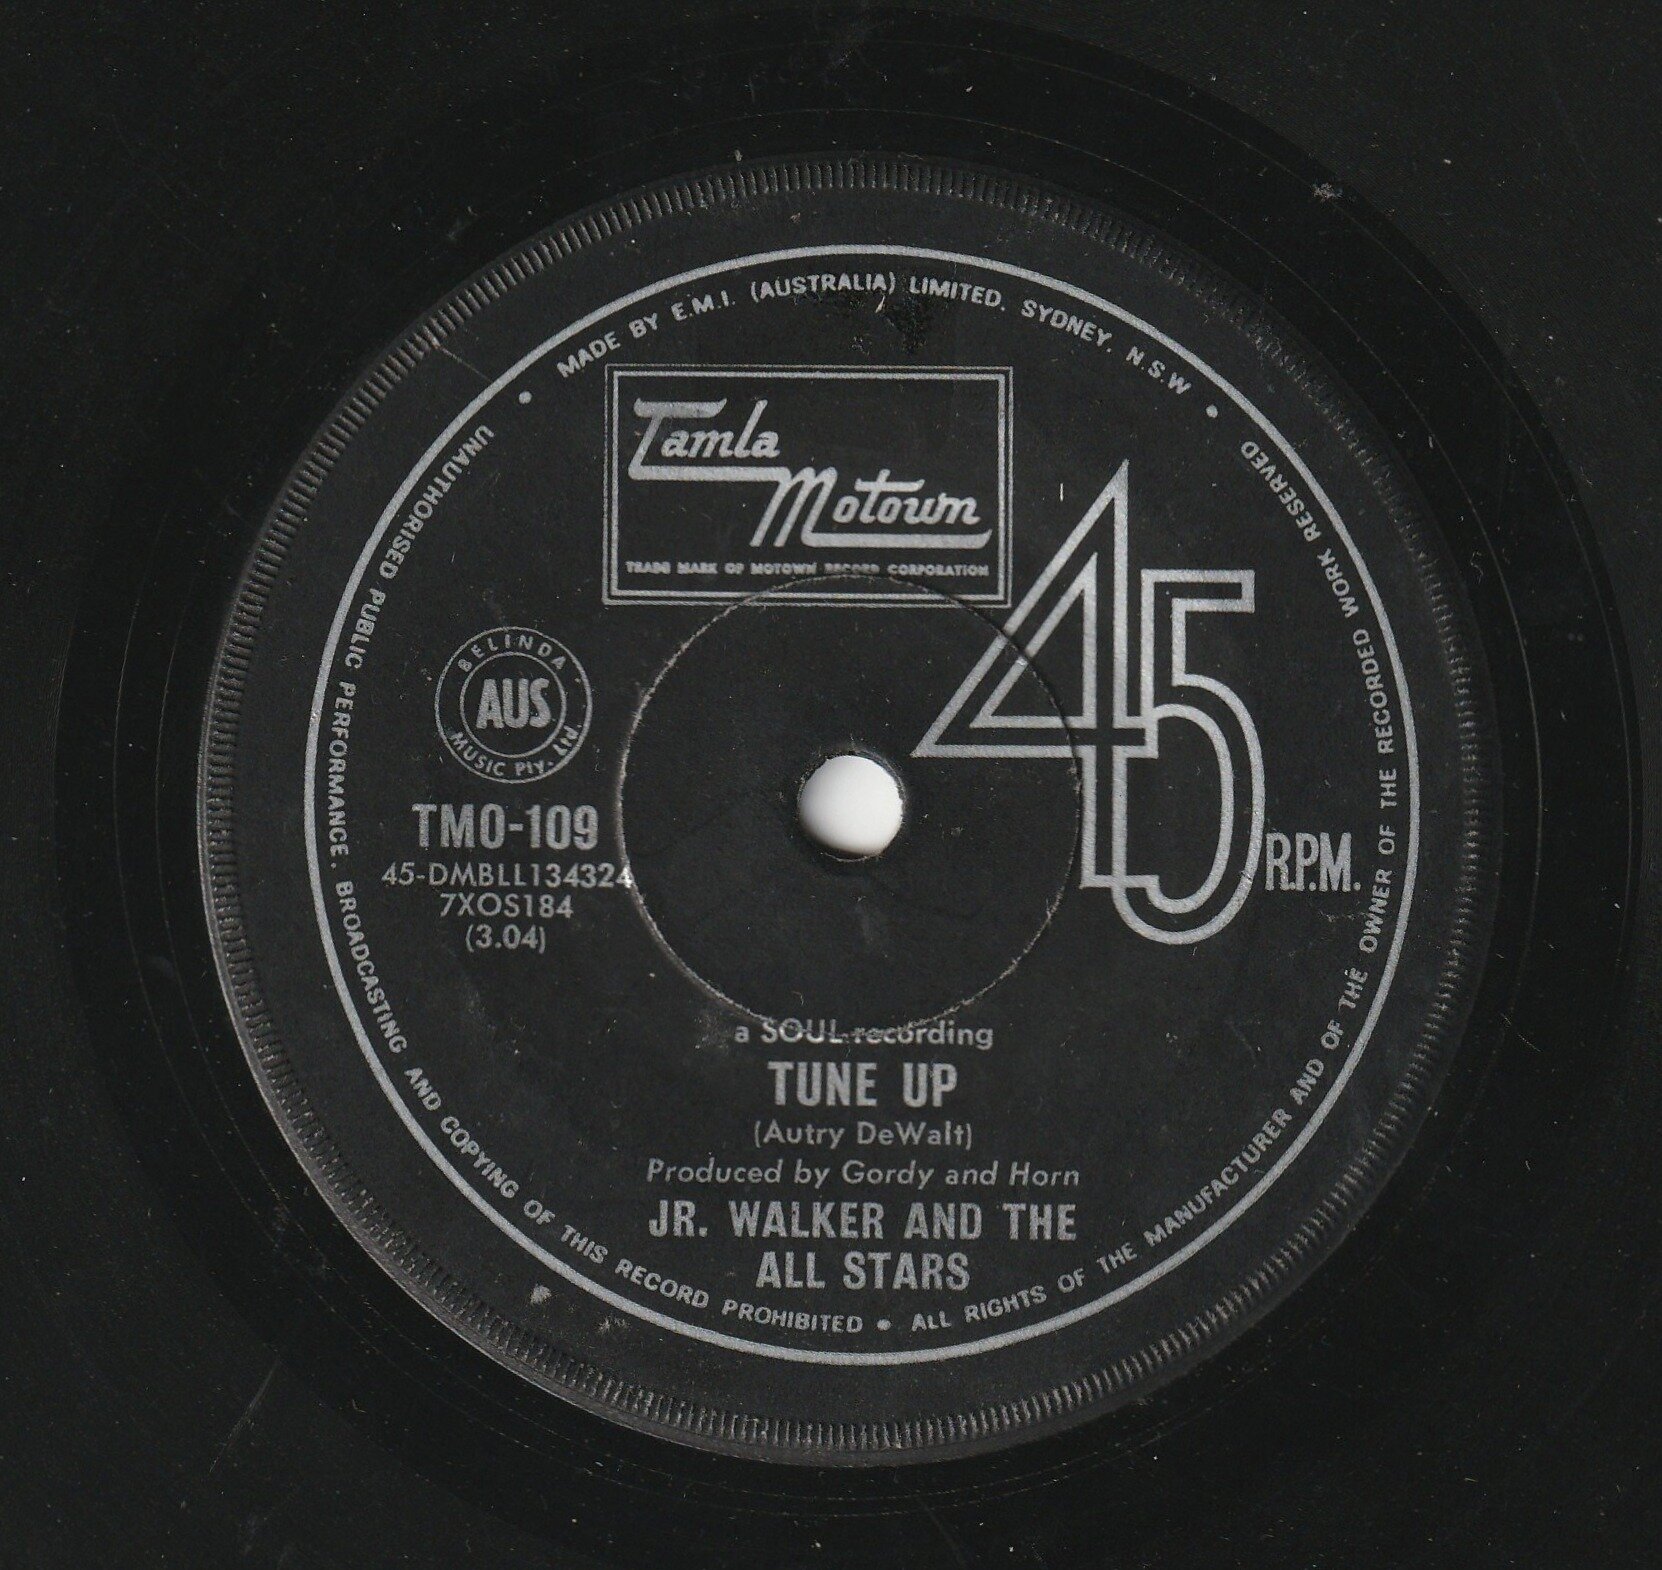 MADE BY E.M.I. (AUSTRALIA) LIMITED. SYDNEY. N.S.W
Tamla
Motown
TRADE MARK OF MOTOWN RECORD CORPORATION
45
R.P.M.
BELINDA
AUS
MUSIC PTY. Ltd.
TMO-109
45-DMBLL134324
7XOS184
(3.04)
a SOUL recording
TUNE UP
(Autry DeWalt)
Produced by Gordy and Horn
JR. WALKER AND THE
ALL STARS
UNAUTHORISED PUBLIC PERFORMANCE. BROADCASTING AND COPYING OF THIS RECORD PROHIBITED • ALL RIGHTS OF THE MANUFACTURER AND OF THE OWNER OF THE RECORDED WORK RESERVED